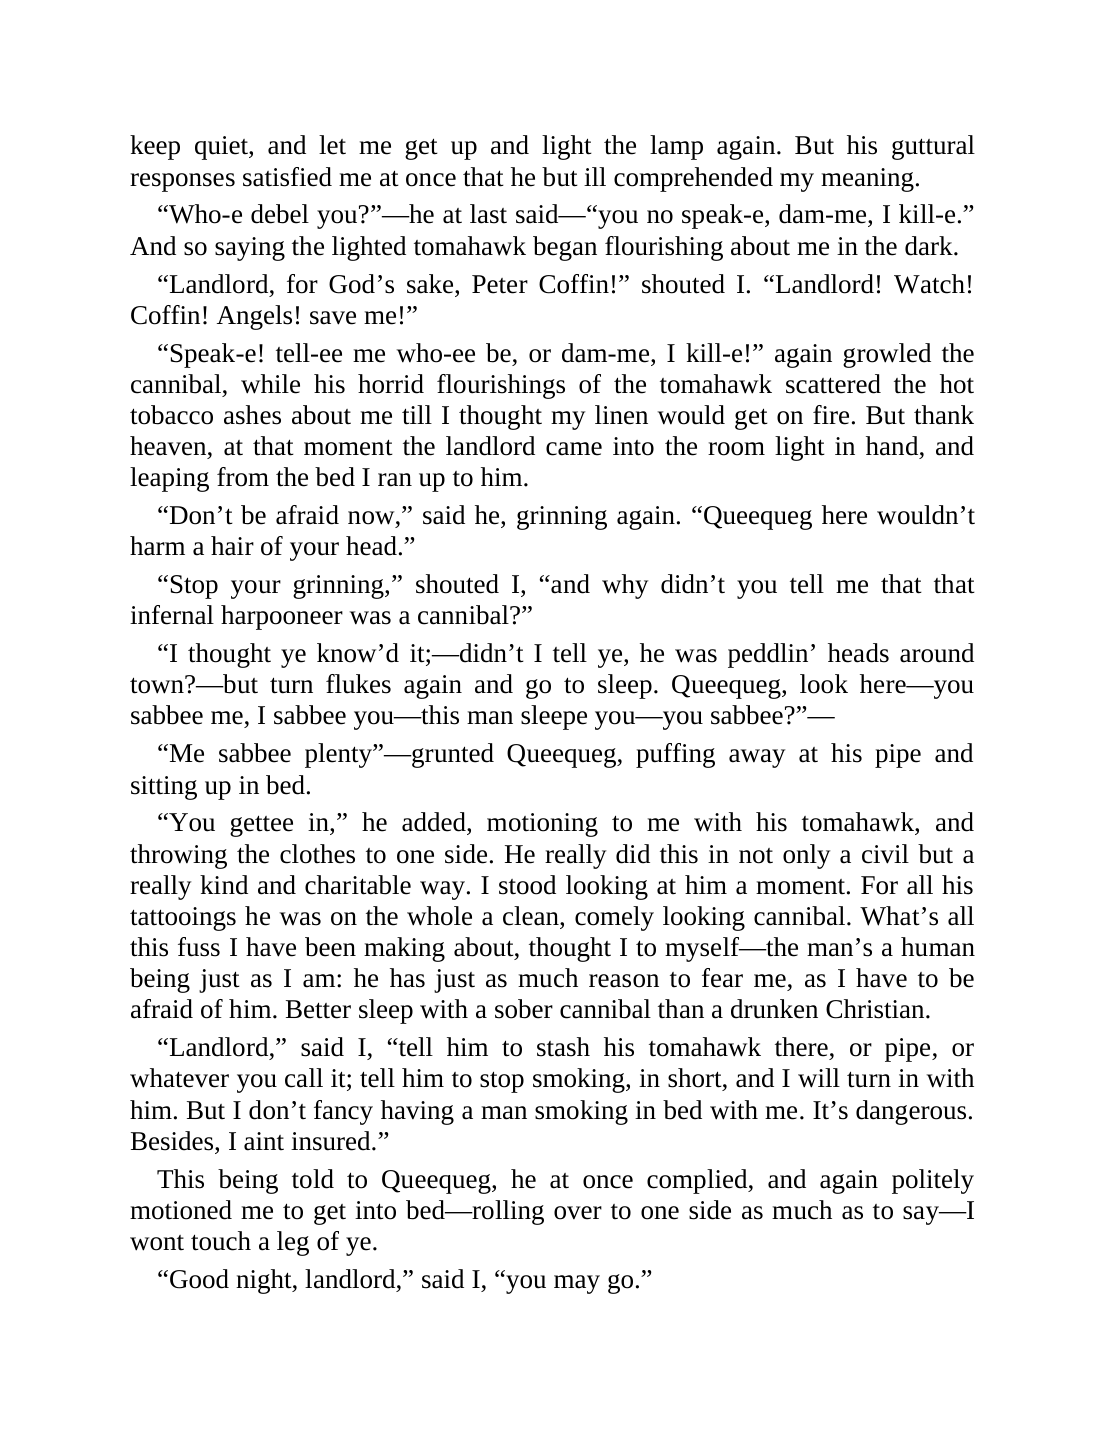 keep quiet, and let me get up and light the lamp again. But his guttural
responses satisfied me at once that he but ill comprehended my meaning.
“Who-e debel you?”—he at last said—“you no speak-e, dam-me, I kill-e.”
And so saying the lighted tomahawk began flourishing about me in the dark.
“Landlord, for God’s sake, Peter Coffin!” shouted I. “Landlord! Watch!
Coffin! Angels! save me!”
“Speak-e! tell-ee me who-ee be, or dam-me, I kill-e!” again growled the
cannibal, while his horrid flourishings of the tomahawk scattered the hot
tobacco ashes about me till I thought my linen would get on fire. But thank
heaven, at that moment the landlord came into the room light in hand, and
leaping from the bed I ran up to him.
“Don’t be afraid now,” said he, grinning again. “Queequeg here wouldn’t
harm a hair of your head.”
“Stop your grinning,” shouted I, “and why didn’t you tell me that that
infernal harpooneer was a cannibal?”
“I thought ye know’d it;—didn’t I tell ye, he was peddlin’ heads around
town?—but turn flukes again and go to sleep. Queequeg, look here—you
sabbee me, I sabbee you—this man sleepe you—you sabbee?”—
“Me sabbee plenty”—grunted Queequeg, puffing away at his pipe and
sitting up in bed.
“You gettee in,” he added, motioning to me with his tomahawk, and
throwing the clothes to one side. He really did this in not only a civil but a
really kind and charitable way. I stood looking at him a moment. For all his
tattooings he was on the whole a clean, comely looking cannibal. What’s all
this fuss I have been making about, thought I to myself—the man’s a human
being just as I am: he has just as much reason to fear me, as I have to be
afraid of him. Better sleep with a sober cannibal than a drunken Christian.
“Landlord,” said I, “tell him to stash his tomahawk there, or pipe, or
whatever you call it; tell him to stop smoking, in short, and I will turn in with
him. But I don’t fancy having a man smoking in bed with me. It’s dangerous.
Besides, I aint insured.”
This being told to Queequeg, he at once complied, and again politely
motioned me to get into bed—rolling over to one side as much as to say—I
wont touch a leg of ye.
“Good night, landlord,” said I, “you may go.”